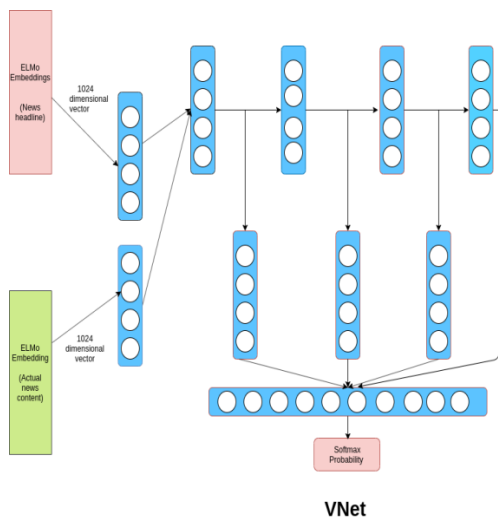 ELMo
Embeddings
(News
headline)
1024
dimensional
vector
ELMo
Embedding
(Actual
news
content)
1024
dimensional
vector
Softmax
Probability
VNet